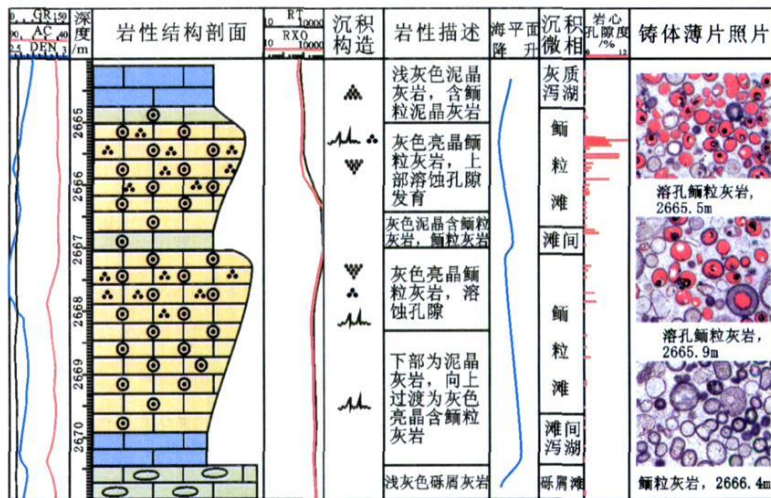 0 GR 150
90 AC 40
2.5 DEN 3
深度/m
岩性结构剖面
RT
10 10000
RXO
10 10000
沉积构造
岩性描述
海平面
降 升
沉积微相
岩心孔隙度/%
0 12
铸体薄片照片
2665
2666
2667
2668
2669
2670
浅灰色泥晶
灰岩,含鲕
粒泥晶灰岩
灰色亮晶鲕
粒灰岩,上
部溶蚀孔隙
发育
灰色泥晶含鲕粒
灰岩,鲕粒灰岩
灰色亮晶鲕
粒灰岩,溶
蚀孔隙
下部为泥晶
灰岩,向上
过渡为灰色
亮晶含鲕粒
灰岩
浅灰色砾屑灰岩
灰质
泻湖
鲕
粒
滩
滩间
鲕
粒
滩
滩间
泻湖
砾屑滩
溶孔鲕粒灰岩,
2665.5m
溶孔鲕粒灰岩,
2665.9m
鲕粒灰岩,2666.4m